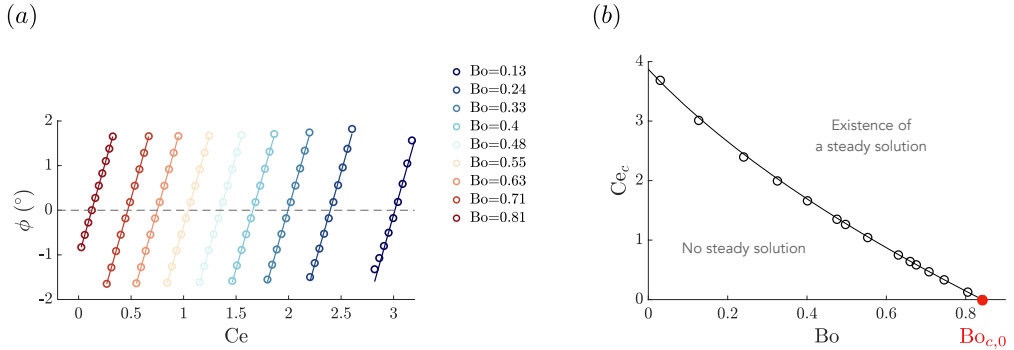 (a)
2
1
0
-1
-2
ϕ (°)
0
0.5
1
1.5
2
2.5
3
Ce
Bo=0.13
Bo=0.24
Bo=0.33
Bo=0.4
Bo=0.48
Bo=0.55
Bo=0.63
Bo=0.71
Bo=0.81
(b)
4
3
2
1
0
Ce_c
Existence of
a steady solution
No steady solution
0
0.2
0.4
0.6
0.8
Bo
Bo_{c,0}